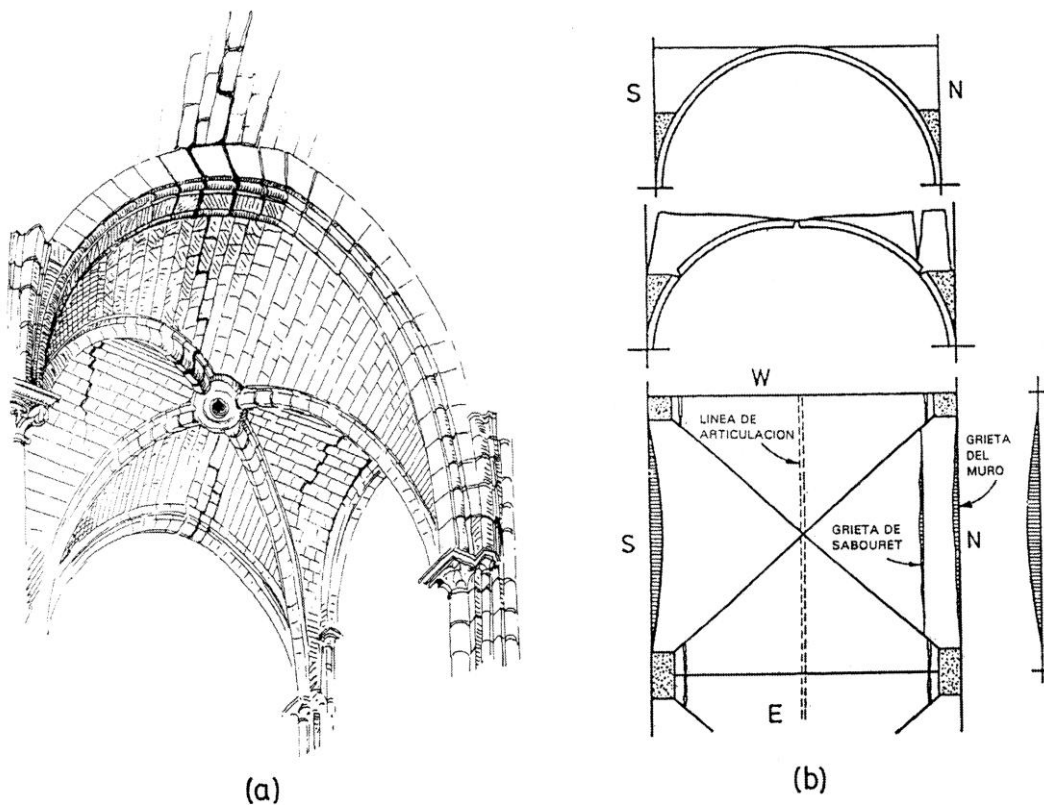 S
N
W
LINEA DE
ARTICULACION
GRIETA
DEL
MURO
GRIETA DE
SABOURET
S
N
E
(a)
(b)